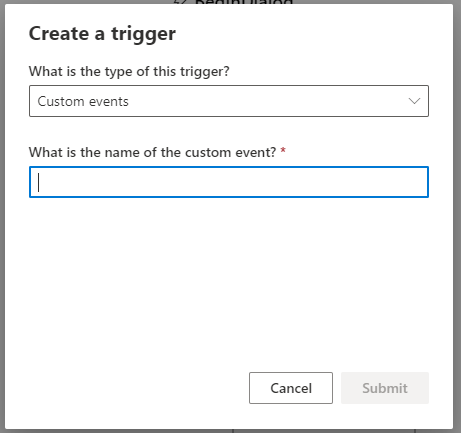 BeginDialog
Create a trigger
What is the type of this trigger?
Custom events
What is the name of the custom event? *
Cancel
Submit